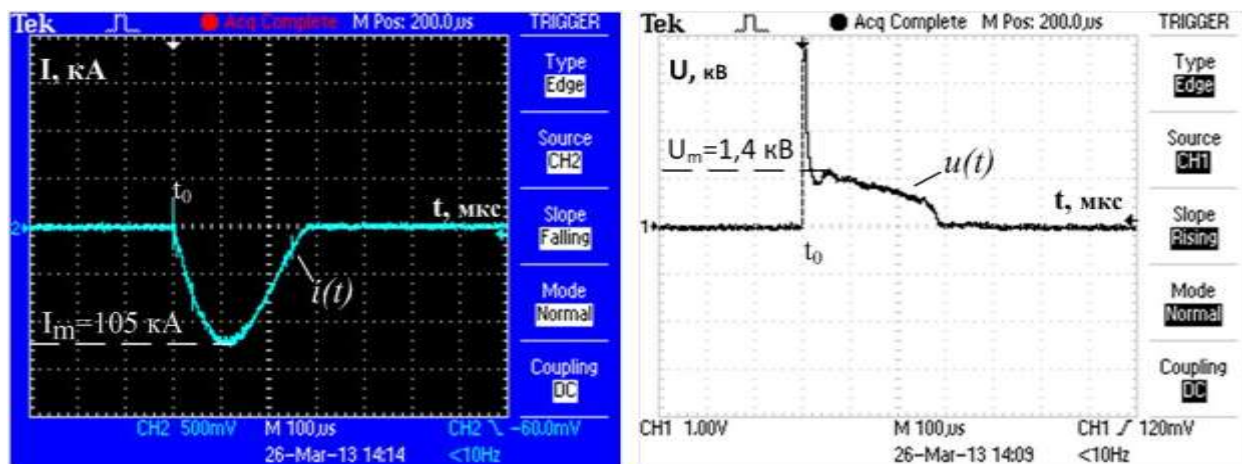 Tek Acq Complete M Pos: 200.0µs TRIGGER
I, кА
Type
Edge
Source
CH2
t₀
t, мкс
2
Slope
Falling
i(t)
Mode
Normal
Iₘ=105 кА
Coupling
DC
CH2 500mV M 100µs CH2 -60.0mV
26-Mar-13 14:14 <10Hz
Tek Acq Complete M Pos: 200.0µs TRIGGER
U, кВ
Type
Edge
Source
CH1
Uₘ=1,4 кВ
u(t)
t, мкс
1
Slope
Rising
t₀
Mode
Normal
Coupling
DC
CH1 1.00V M 100µs CH1 120mV
26-Mar-13 14:09 <10Hz